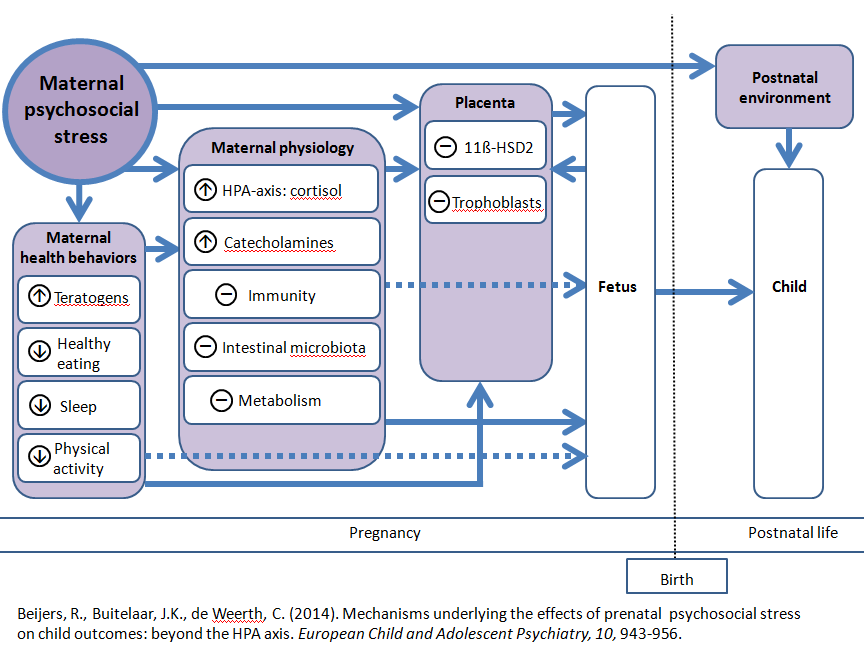 Maternal
psychosocial
stress
Maternal
health behaviors
Teratogens
Healthy
eating
Sleep
Physical
activity
Maternal physiology
HPA-axis: cortisol
Catecholamines
Immunity
Intestinal microbiota
Metabolism
Placenta
11ß-HSD2
Trophoblasts
Fetus
Postnatal
environment
Child
Pregnancy
Postnatal life
Birth
Beijers, R., Buitelaar, J.K., de Weerth, C. (2014). Mechanisms underlying the effects of prenatal psychosocial stress
on child outcomes: beyond the HPA axis. European Child and Adolescent Psychiatry, 10, 943-956.